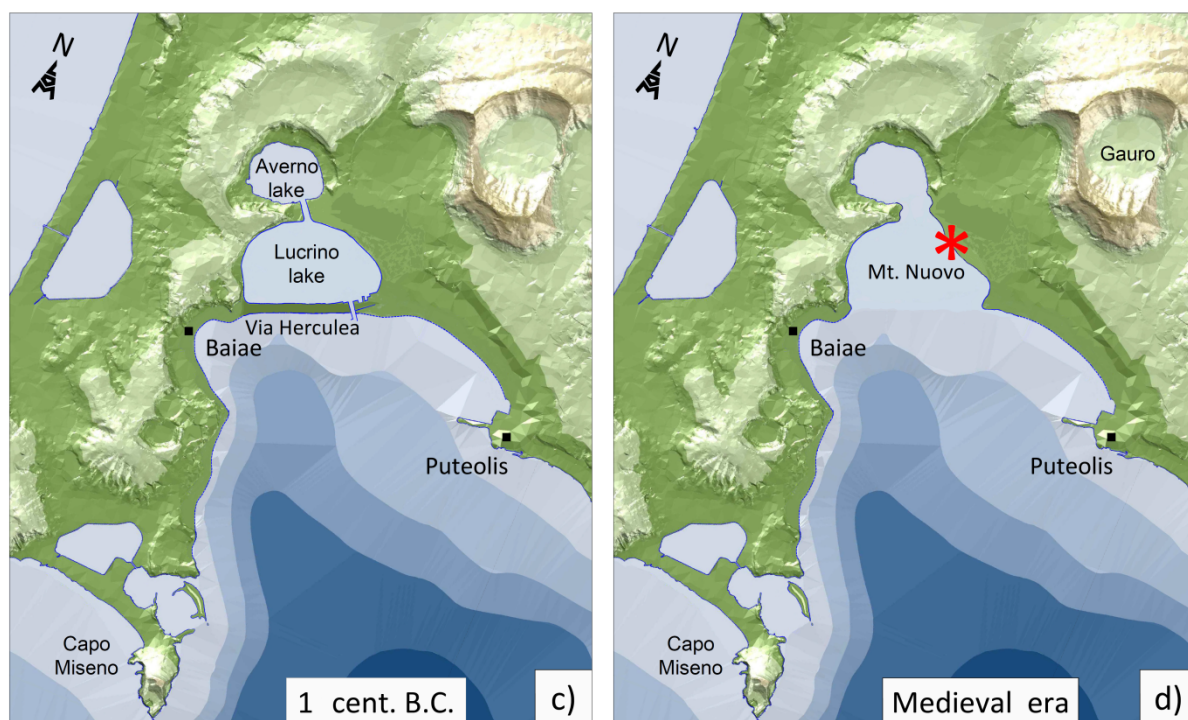 N
Averno
lake
Lucrino
lake
Via Herculea
Baiae
Puteolis
Capo
Miseno
1 cent. B.C.
c)
N
Gauro
Mt. Nuovo
Baiae
Puteolis
Capo
Miseno
Medieval era
d)